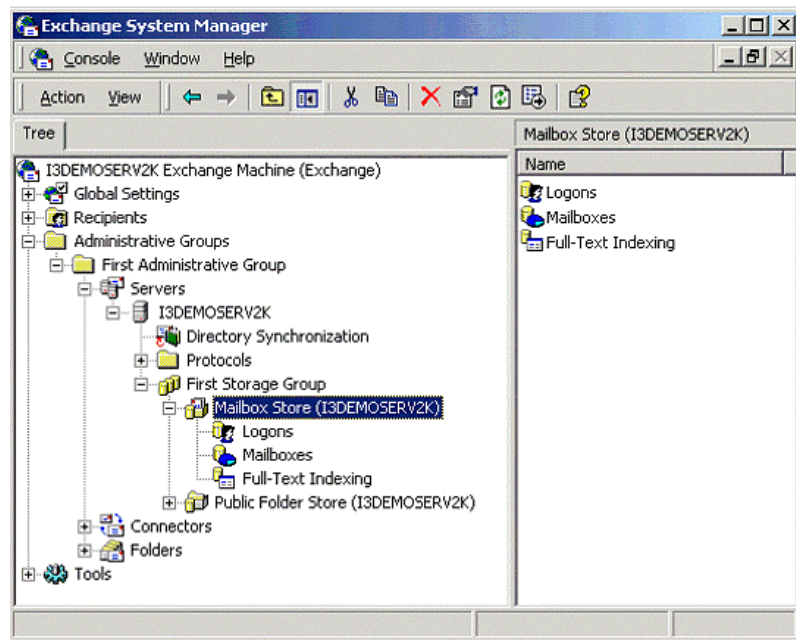 Exchange System Manager
Console Window Help
Action View
Tree
Mailbox Store (I3DEMOSERV2K)
I3DEMOSERV2K Exchange Machine (Exchange)
Global Settings
Recipients
Administrative Groups
First Administrative Group
Servers
I3DEMOSERV2K
Directory Synchronization
Protocols
First Storage Group
Mailbox Store (I3DEMOSERV2K)
Logons
Mailboxes
Full-Text Indexing
Public Folder Store (I3DEMOSERV2K)
Connectors
Folders
Tools
Name
Logons
Mailboxes
Full-Text Indexing